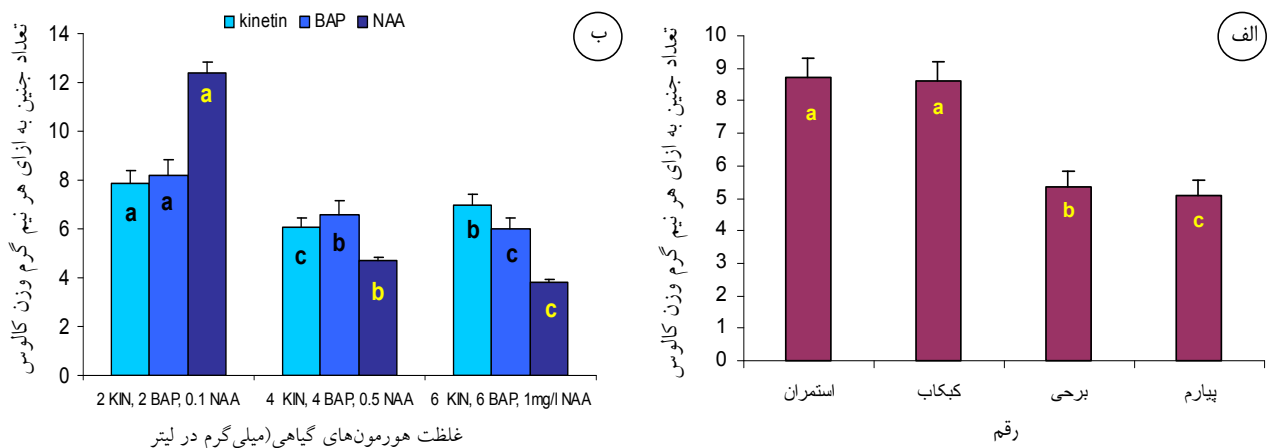 الف
تعداد جنین به ازای هر نیم گرم وزن کالوس
10
9
8
7
6
5
4
3
2
1
0
a
a
b
c
استمران
کبکاب
برحی
پیارم
رقم
ب
kinetin BAP NAA
تعداد جنین به ازای هر نیم گرم وزن کالوس
14
12
10
8
6
4
2
0
a a a
c b b
b c c
2 KIN, 2 BAP, 0.1 NAA
4 KIN, 4 BAP, 0.5 NAA
6 KIN, 6 BAP, 1mg/l NAA
غلظت هورمون‌های گیاهی(میلی‌گرم در لیتر